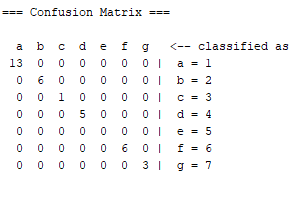 === Confusion Matrix ===
a b c d e f g <-- classified as
13 0 0 0 0 0 0 | a = 1
0 6 0 0 0 0 0 | b = 2
0 0 1 0 0 0 0 | c = 3
0 0 0 5 0 0 0 | d = 4
0 0 0 0 0 0 0 | e = 5
0 0 0 0 0 6 0 | f = 6
0 0 0 0 0 0 3 | g = 7